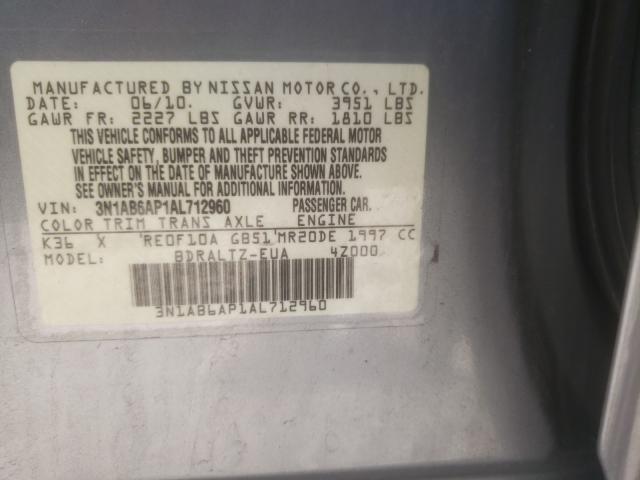 MANUFACTURED BY NISSAN MOTOR CO., LTD.
DATE: 06/10. GVWR: 3951 LBS
GAWR FR: 2227 LBS GAWR RR: 1810 LBS
THIS VEHICLE CONFORMS TO ALL APPLICABLE FEDERAL MOTOR
VEHICLE SAFETY, BUMPER AND THEFT PREVENTION STANDARDS
IN EFFECT ON THE DATE OF MANUFACTURE SHOWN ABOVE.
SEE OWNER'S MANUAL FOR ADDITIONAL INFORMATION.
VIN: 3N1AB6AP1AL712960 PASSENGER CAR.
COLOR TRIM TRANS AXLE ENGINE
K36 X 'RE0F10A GB51'MR20DE 1997 CC
MODEL: BDRALTZ-EUA 4Z000
3N1AB6AP1AL712960